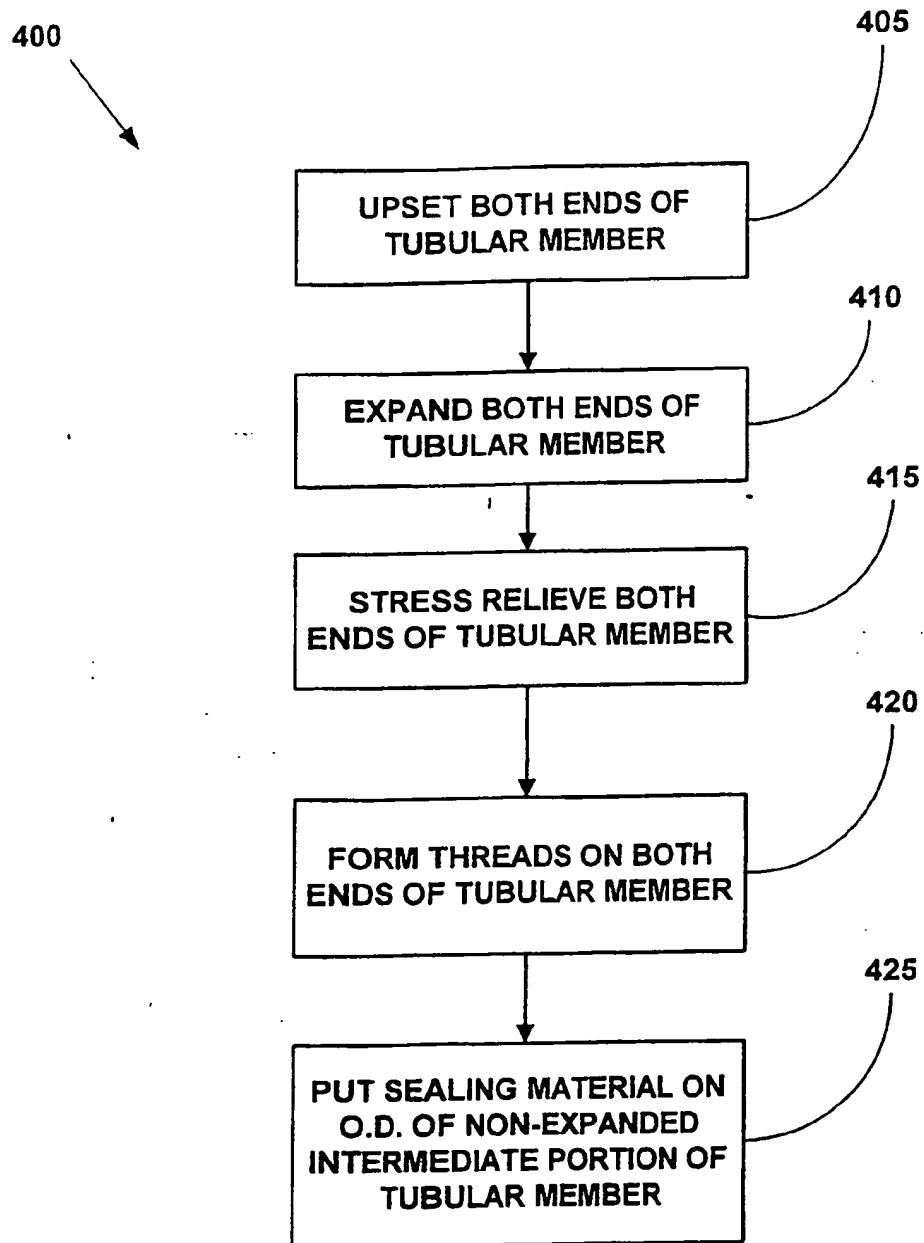 400
405
UPSET BOTH ENDS OF
TUBULAR MEMBER
410
EXPAND BOTH ENDS OF
TUBULAR MEMBER
415
STRESS RELIEVE BOTH
ENDS OF TUBULAR MEMBER
420
FORM THREADS ON BOTH
ENDS OF TUBULAR MEMBER
425
PUT SEALING MATERIAL ON
O.D. OF NON-EXPANDED
INTERMEDIATE PORTION OF
TUBULAR MEMBER